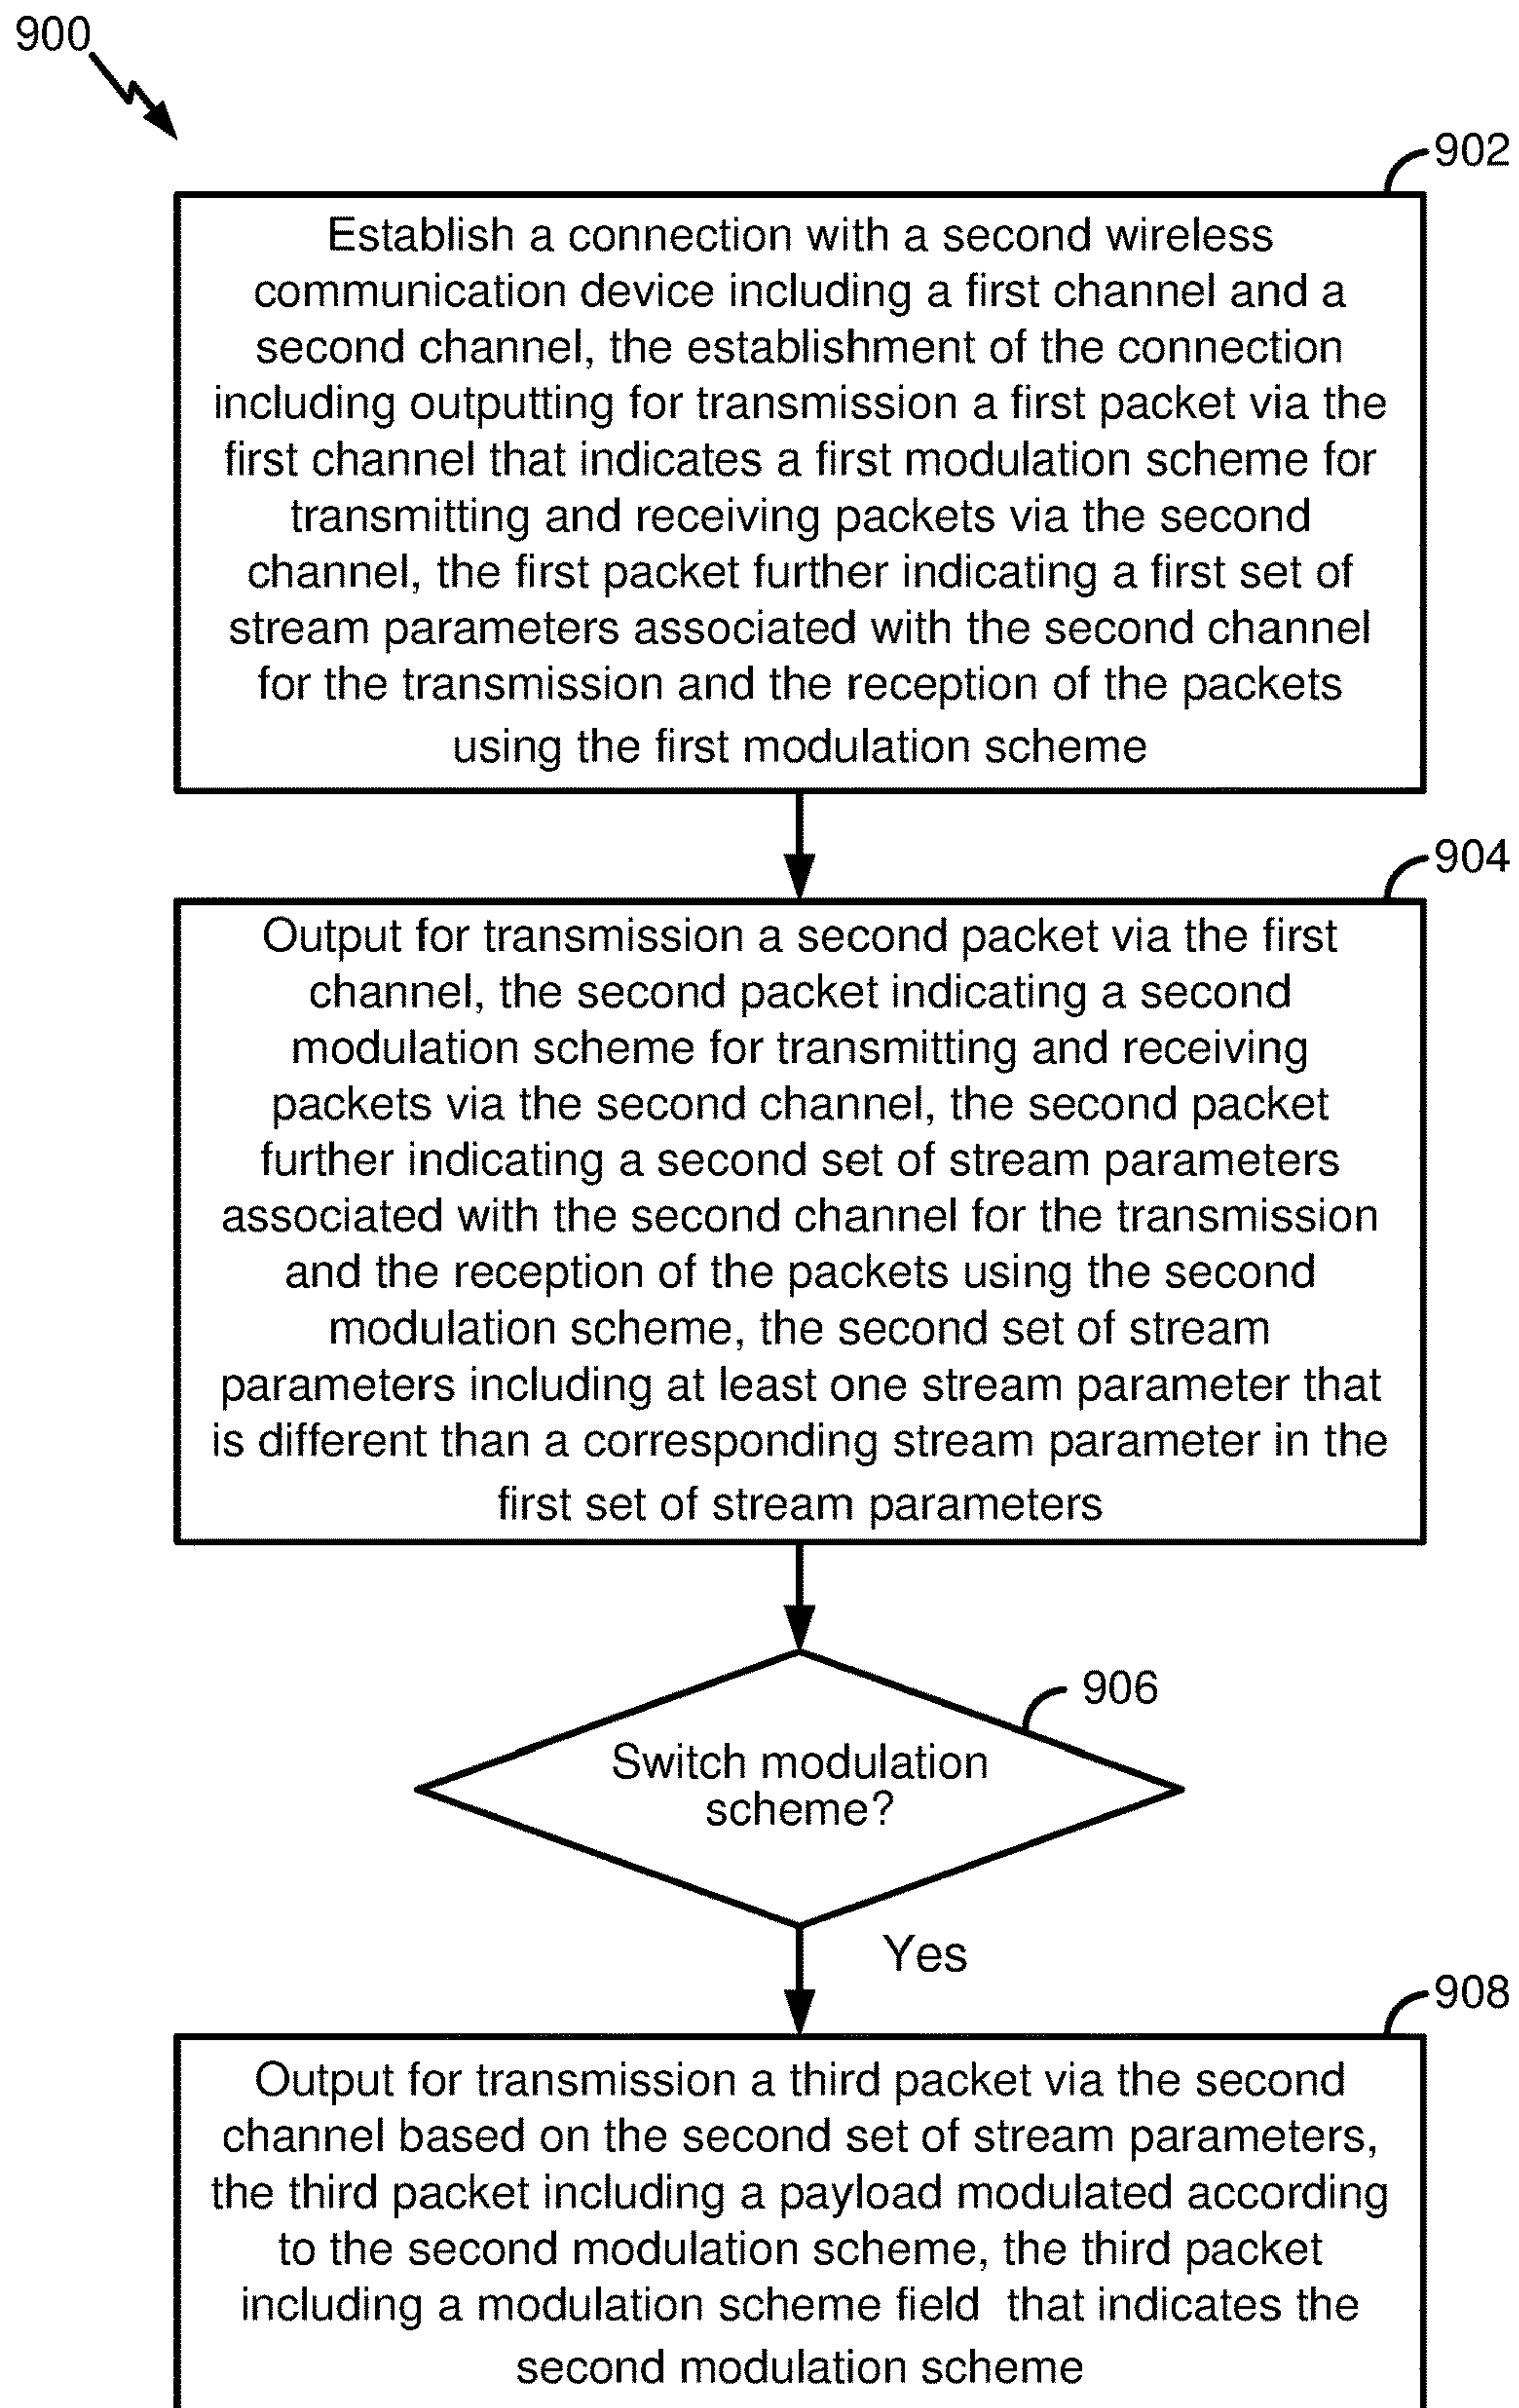 900
902
Establish a connection with a second wireless
communication device including a first channel and a
second channel, the establishment of the connection
including outputting for transmission a first packet via the
first channel that indicates a first modulation scheme for
transmitting and receiving packets via the second
channel, the first packet further indicating a first set of
stream parameters associated with the second channel
for the transmission and the reception of the packets
using the first modulation scheme
904
Output for transmission a second packet via the first
channel, the second packet indicating a second
modulation scheme for transmitting and receiving
packets via the second channel, the second packet
further indicating a second set of stream parameters
associated with the second channel for the transmission
and the reception of the packets using the second
modulation scheme, the second set of stream
parameters including at least one stream parameter that
is different than a corresponding stream parameter in the
first set of stream parameters
906
Switch modulation
scheme?
Yes
908
Output for transmission a third packet via the second
channel based on the second set of stream parameters,
the third packet including a payload modulated according
to the second modulation scheme, the third packet
including a modulation scheme field that indicates the
second modulation scheme